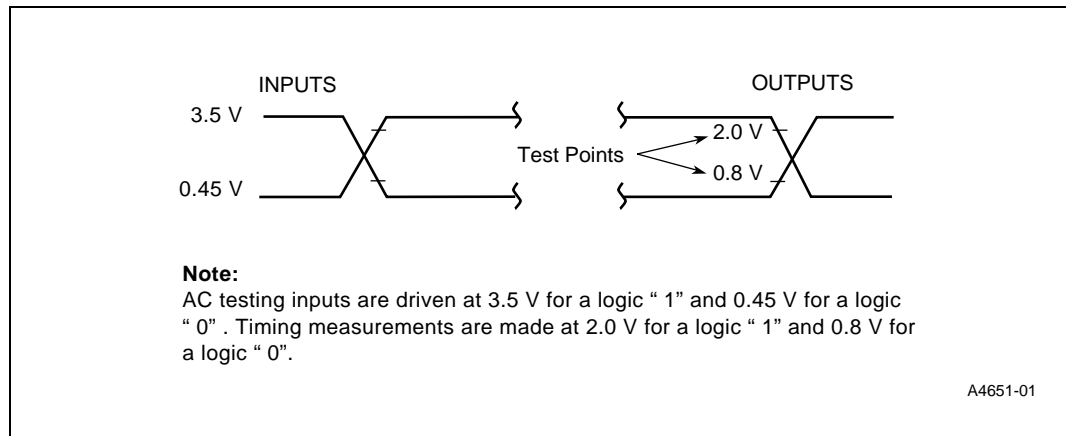 INPUTS
OUTPUTS
3.5 V
2.0 V
Test Points
0.8 V
0.45 V
Note:
AC testing inputs are driven at 3.5 V for a logic “ 1” and 0.45 V for a logic
“ 0” . Timing measurements are made at 2.0 V for a logic “ 1” and 0.8 V for
a logic “ 0”.
A4651-01